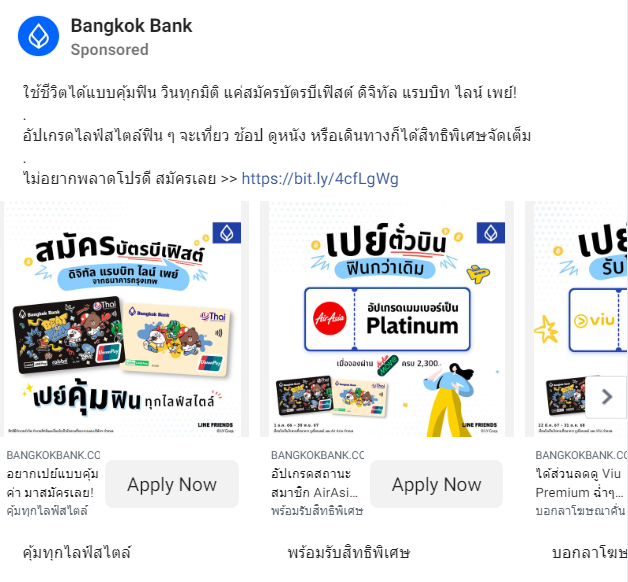 Bangkok Bank
Sponsored
ใช้ชีวิตได้แบบคุ้มฟิน วินทุกมิติ แค่สมัครบัตรบีเฟิสต์ ดิจิทัล แรบบิท ไลน์ เพย์!
.
อัปเกรดไลฟ์สไตล์ฟิน ๆ จะเที่ยว ช้อป ดูหนัง หรือเดินทางก็ได้สิทธิพิเศษจัดเต็ม
.
ไม่อยากพลาดโปรดี สมัครเลย >> https://bit.ly/4cfLgWg
สมัครบัตรบีเฟิสต์
ดิจิทัล แรบบิท ไลน์ เพย์
จากธนาคารกรุงเทพ
Bangkok Bank
Thai
UnionPay
Bangkok Bank
Thai
UnionPay
เปย์คุ้มฟิน ทุกไลฟ์สไตล์
LINE FRIENDS
เปย์ตั๋วบิน
ฟินกว่าเดิม
AirAsia
อัปเกรดเมมเบอร์เป็น
Platinum
เมื่อจองผ่าน
ครบ 2,300.-
LINE FRIENDS
เปย์
รับ
viu
BANGKOKBANK.CO
อยากเปย์แบบคุ้ม
ค่า มาสมัครเลย!
คุ้มทุกไลฟ์สไตล์
Apply Now
BANGKOKBANK.CO
อัปเกรดสถานะ
สมาชิก AirAsi...
พร้อมรับสิทธิพิเศษ
Apply Now
BANGKOKBANK.CO
ได้ส่วนลดดู Viu
Premium ฉ่ำๆ...
บอกลาโฆษณาคั่น
คุ้มทุกไลฟ์สไตล์
พร้อมรับสิทธิพิเศษ
บอกลาโฆษ